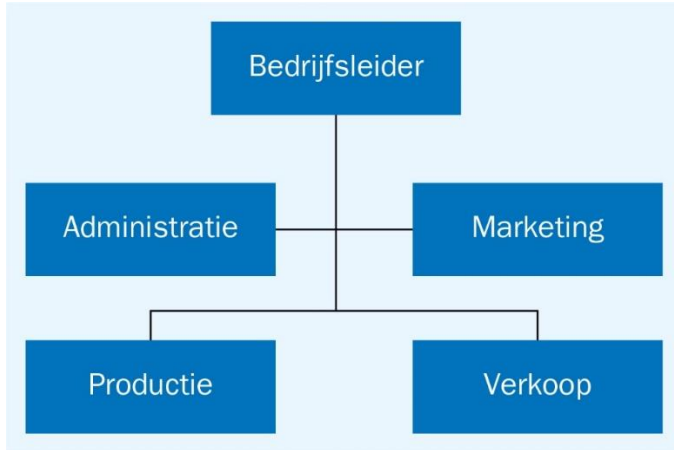 Bedrijfsleider
Administratie
Marketing
Productie
Verkoop